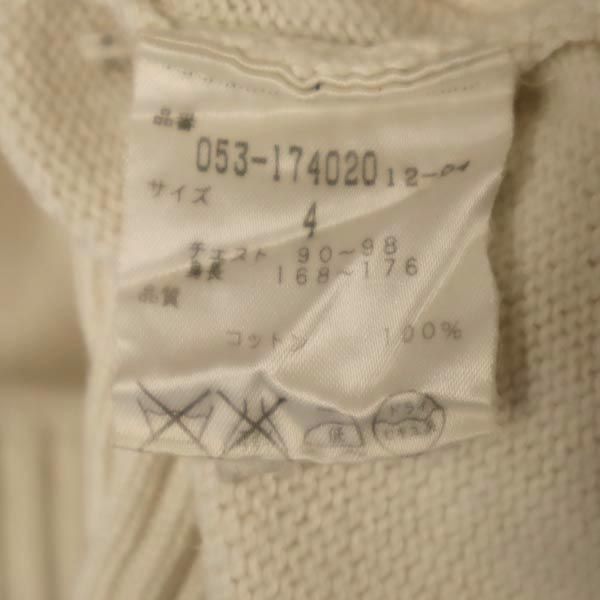 品番
053-174020 12-04
サイズ
4
チェスト 90~98
身長 168~176
品質
コットン 100%
低
ドライ